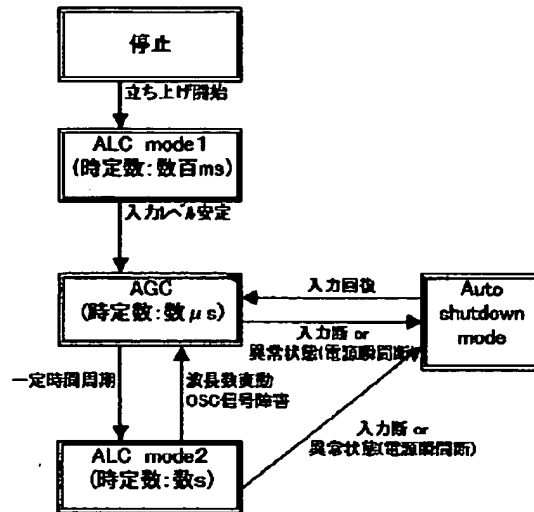 停止
立ち上げ開始
ALC mode1
(時定数:数百ms)
入力レベル安定
AGC
(時定数:数μs)
入力回復
Auto
shutdown
mode
入力断 or
異常状態(電源瞬間断)
一定時間周期
波長数変動
OSC信号障害
入力断 or
異常状態(電源瞬間断)
ALC mode2
(時定数:数s)